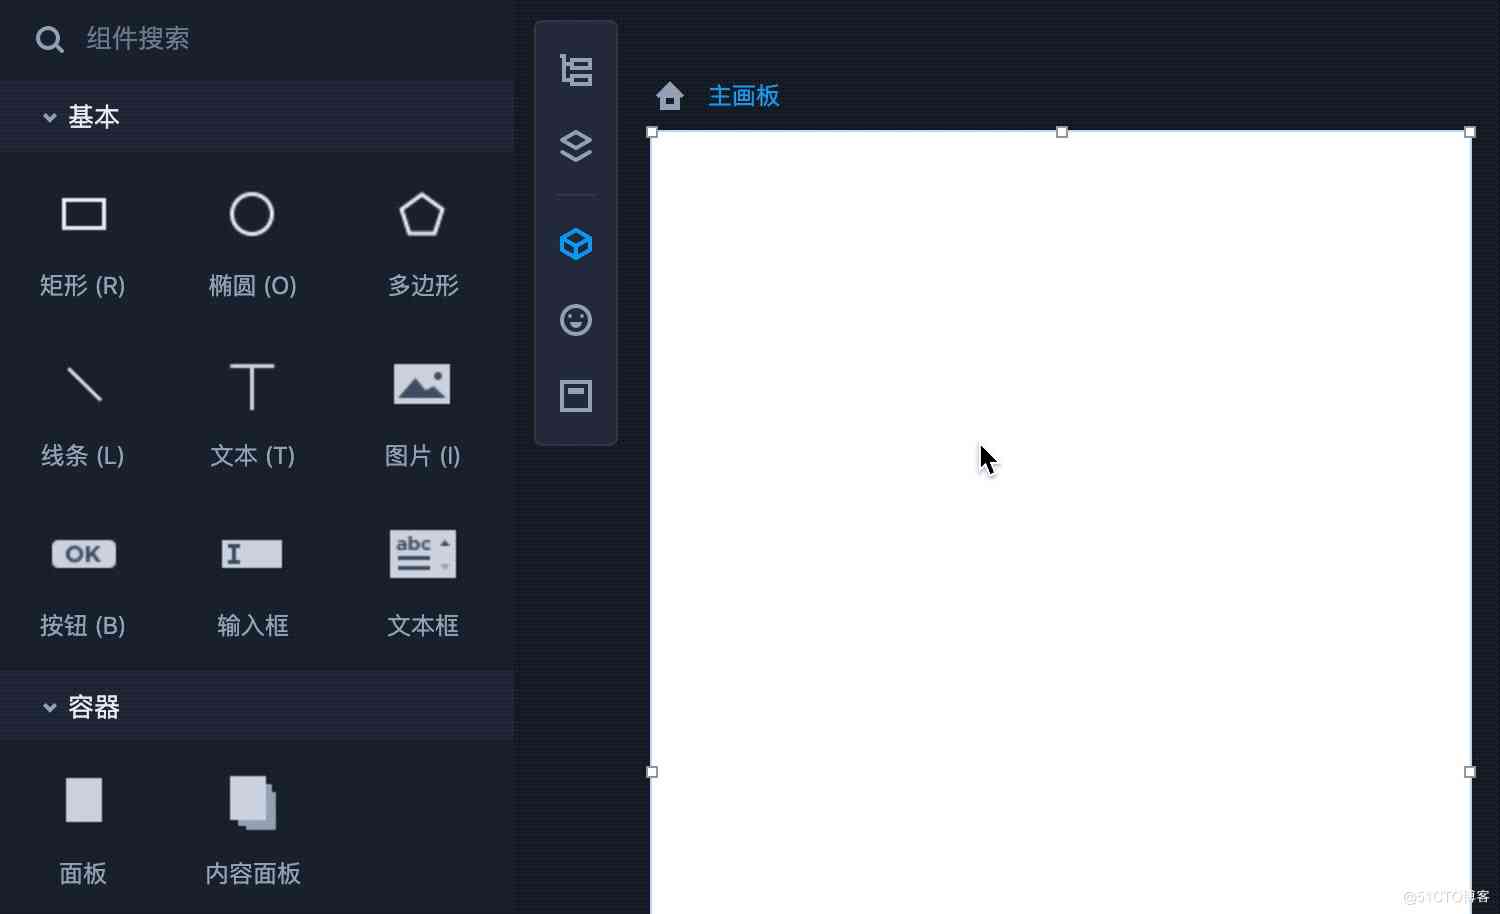 组件搜索
基本
矩形 (R)
椭圆 (O)
多边形
线条 (L)
文本 (T)
图片 (I)
OK
abc
按钮 (B)
输入框
文本框
容器
面板
内容面板
主画板
@51CTO博客